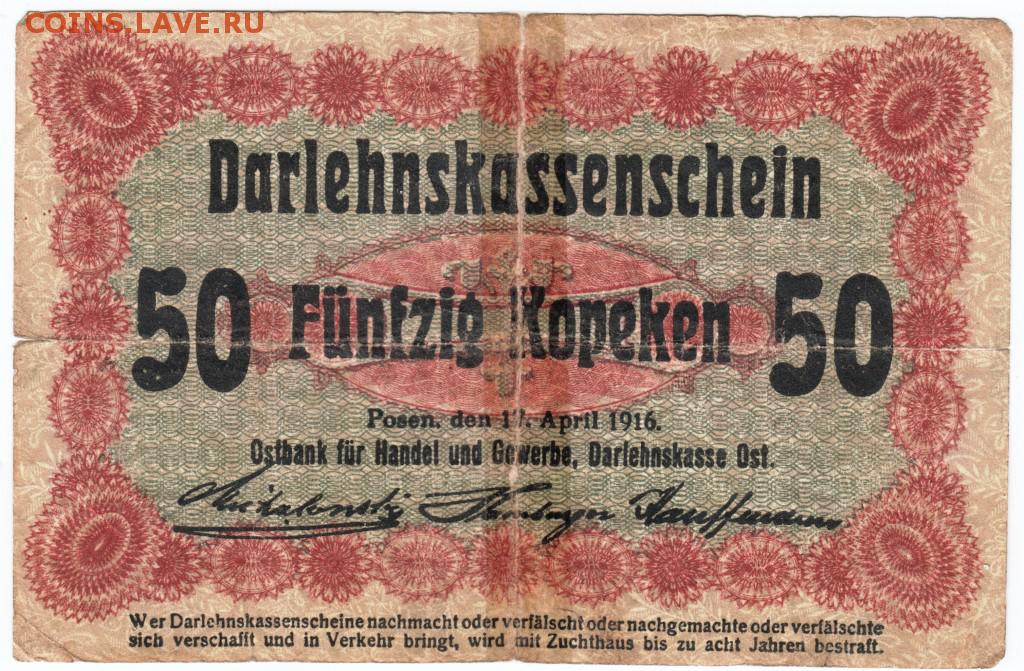 COINS.LAVE.RU
Darlehnskassenschein
50 Fünfzig Kopeken 50
Posen, den 17. April 1916.
Ostbank für Handel und Gewerbe, Darlehnskasse Ost.
Kauffmann
Wer Darlehnskassenscheine nachmacht oder verfälscht oder nachgemachte oder verfälschte
sich verschafft und in Verkehr bringt, wird mit Zuchthaus bis zu acht Jahren bestraft.